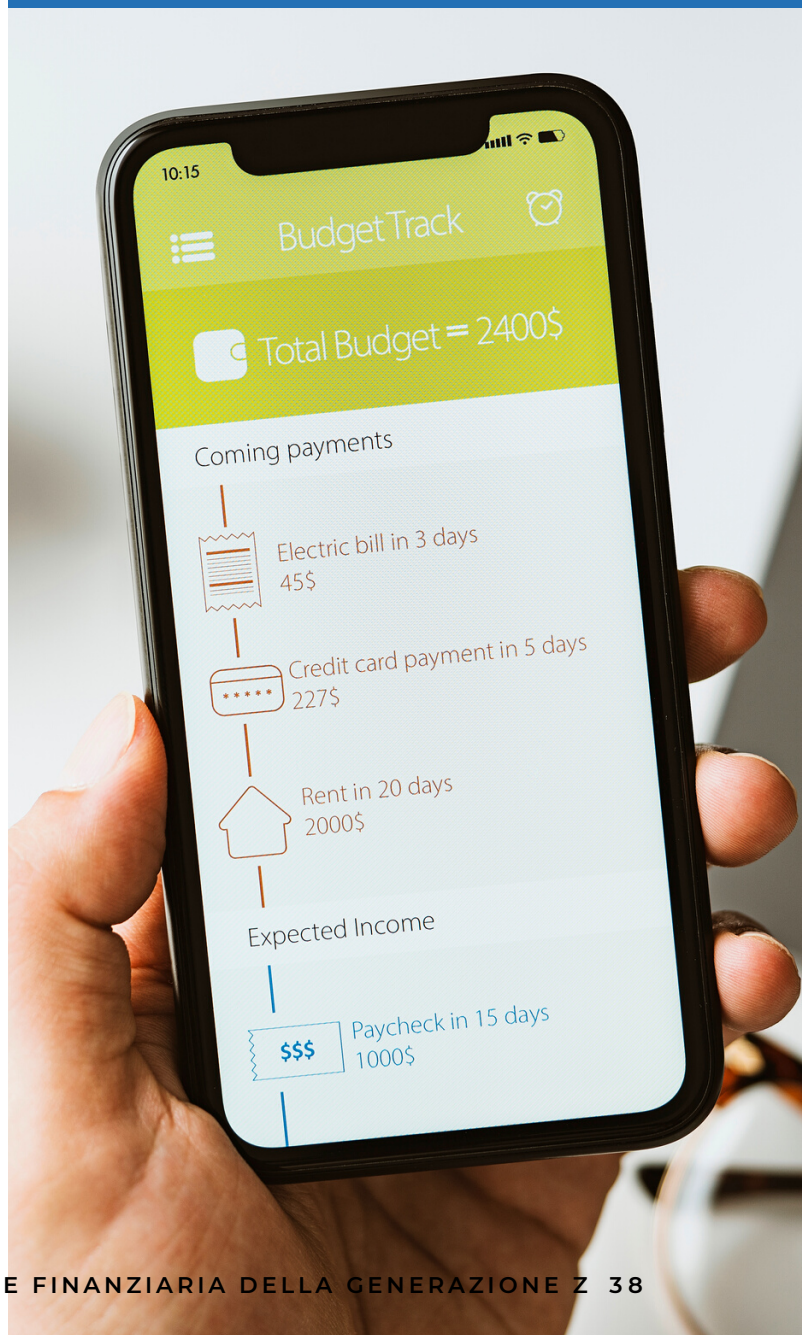 10:15
BudgetTrack
Total Budget = 2400$
Coming payments
Electric bill in 3 days
45$
*****
Credit card payment in 5 days
227$
Rent in 20 days
2000$
Expected Income
$$$
Paycheck in 15 days
1000$
E FINANZIARIA DELLA GENERAZIONE Z 38